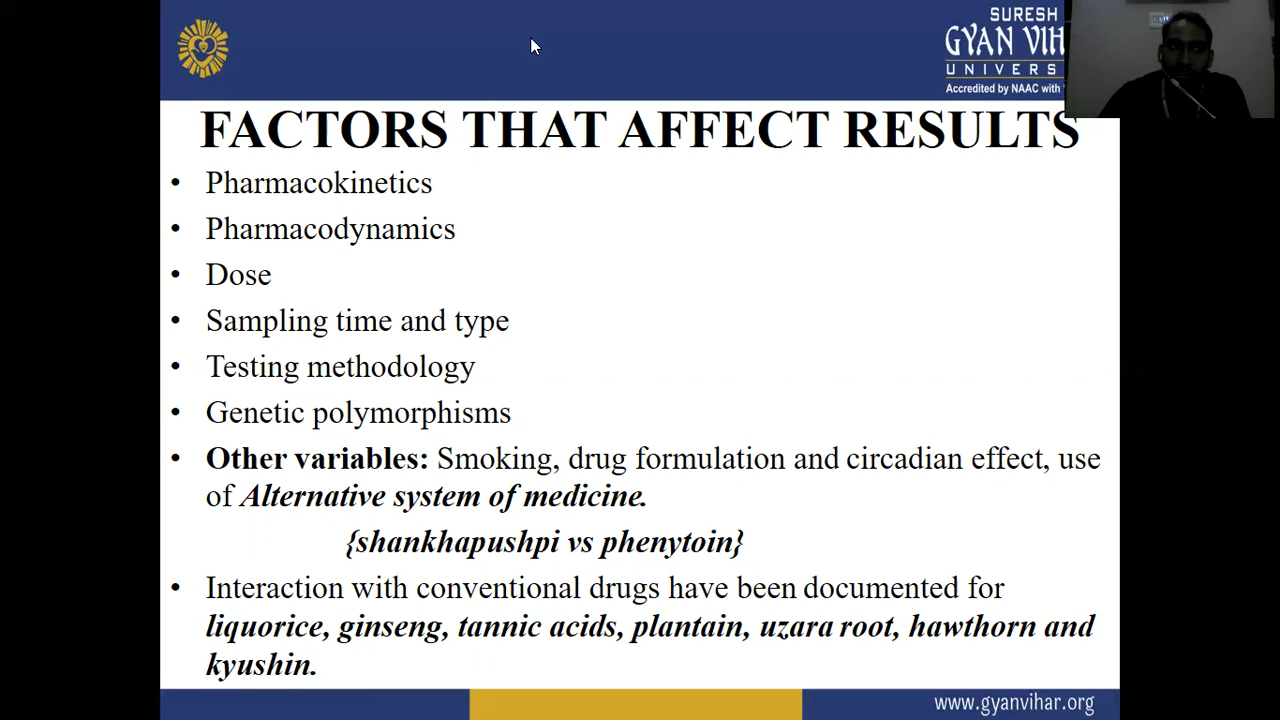 SURESH
GYAN VIH
UNIVERS
Accredited by NAAC with
FACTORS THAT AFFECT RESULTS
• Pharmacokinetics
• Pharmacodynamics
• Dose
• Sampling time and type
• Testing methodology
• Genetic polymorphisms
• Other variables: Smoking, drug formulation and circadian effect, use
of Alternative system of medicine.
{shankhapushpi vs phenytoin}
• Interaction with conventional drugs have been documented for
liquorice, ginseng, tannic acids, plantain, uzara root, hawthorn and
kyushin.
www.gyanvihar.org